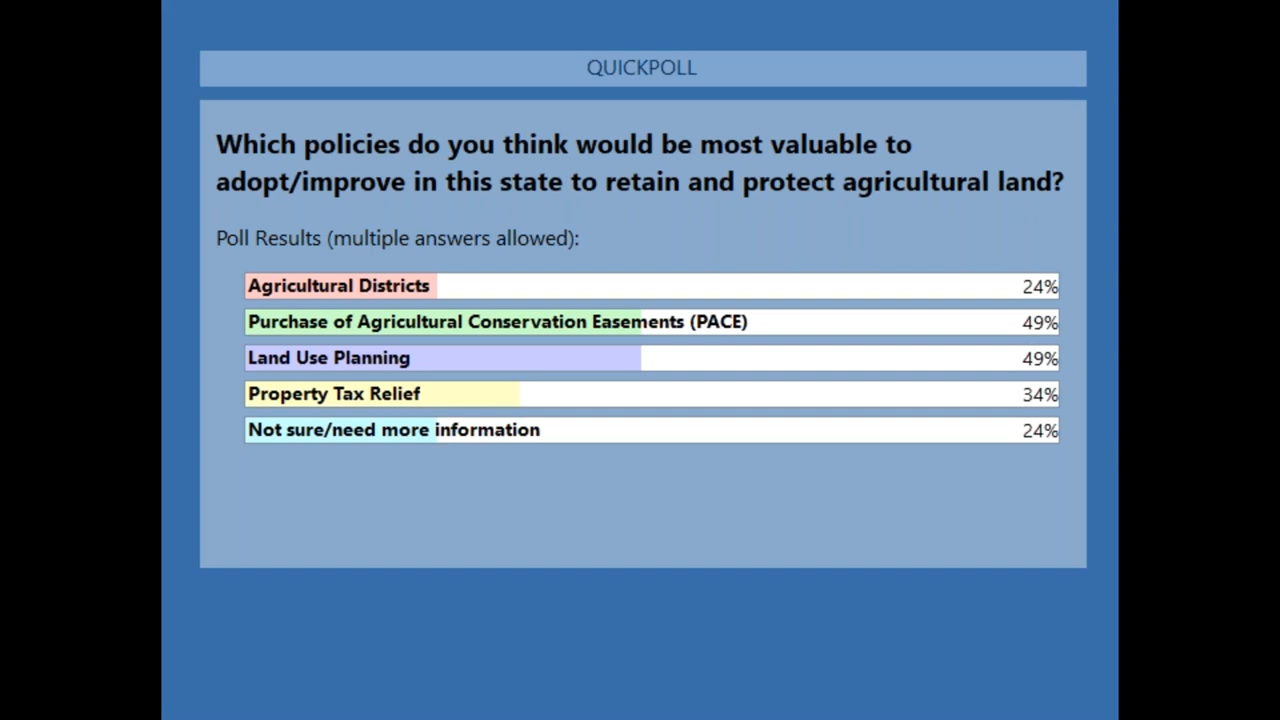 QUICKPOLL
Which policies do you think would be most valuable to
adopt/improve in this state to retain and protect agricultural land?
Poll Results (multiple answers allowed):
Agricultural Districts 24%
Purchase of Agricultural Conservation Easements (PACE) 49%
Land Use Planning 49%
Property Tax Relief 34%
Not sure/need more information 24%